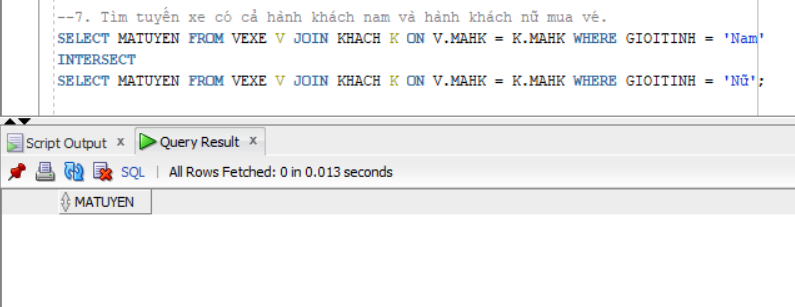 --7. Tìm tuyến xe có cả hành khách nam và hành khách nữ mua vé.
SELECT MATUYEN FROM VEXE V JOIN KHACH K ON V.MAHK = K.MAHK WHERE GIOITINH = 'Nam'
INTERSECT
SELECT MATUYEN FROM VEXE V JOIN KHACH K ON V.MAHK = K.MAHK WHERE GIOITINH = 'Nữ';
Script Output x Query Result x
SQL | All Rows Fetched: 0 in 0.013 seconds
MATUYEN